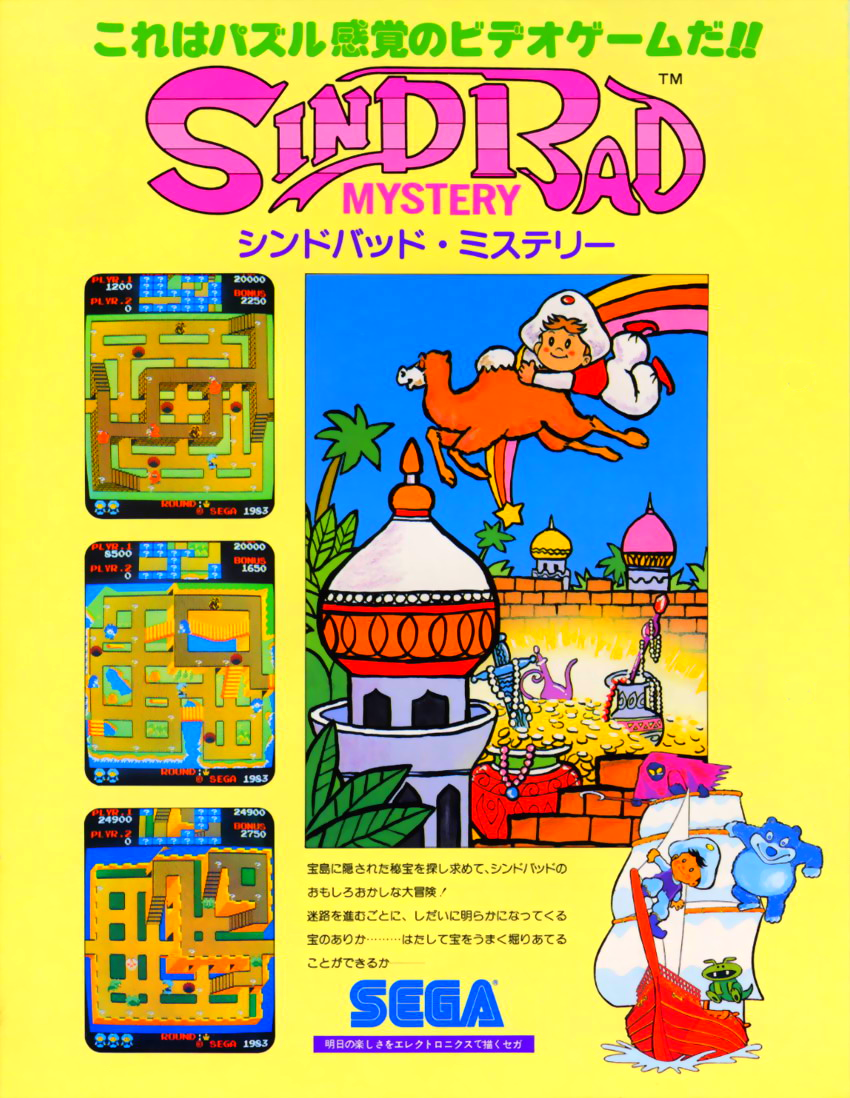 これはパズル感覚のビデオゲームだ!!
SINDBAD
TM
MYSTERY
シンドバッド・ミステリー
PLYR.1
1200
PLYR.2
0
20000
BONUS
2250
ROUND:
© SEGA 1983
PLYR.1
8500
PLYR.2
0
20000
BONUS
1650
ROUND:
© SEGA 1983
PLYR.1
24900
PLYR.2
0
24900
BONUS
2750
ROUND:
© SEGA 1983
宝島に隠された秘宝を探し求めて、シンドバッドの
おもしろおかしな大冒険!
迷路を進むごとに、しだいに明らかになってくる
宝のありか………はたして宝をうまく掘りあてる
ことができるか──
SEGA®
明日の楽しさをエレクトロニクスで描くセガ